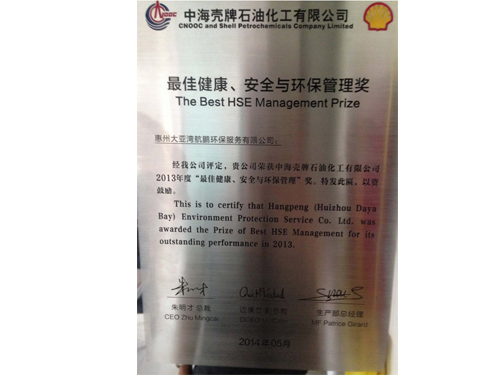 CNOOC
中海壳牌石油化工有限公司
CNOOC and Shell Petrochemicals Company Limited
最佳健康、安全与环保管理奖
The Best HSE Management Prize
惠州大亚湾航鹏环保服务有限公司：
经我公司评定，贵公司荣获中海壳牌石油化工有限公司
2013年度“最佳健康、安全与环保管理”奖。特发此匾，以资
鼓励。
This is to certify that Hangpeng (Huizhou Daya
Bay) Environment Protection Service Co. Ltd. was
awarded the Prize of Best HSE Management for its
outstanding performance in 2013.
朱明才 总裁
生产部总经理
CEO Zhu Mingcai
MF Patrice Girard
2014年05月